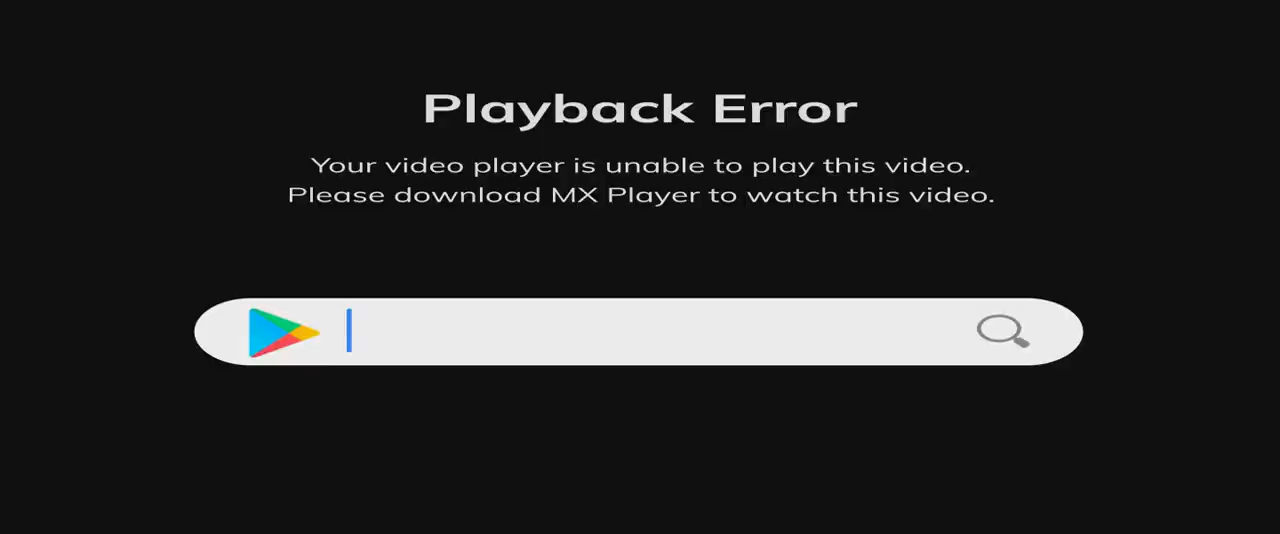 Playback Error
Your video player is unable to play this video.
Please download MX Player to watch this video.